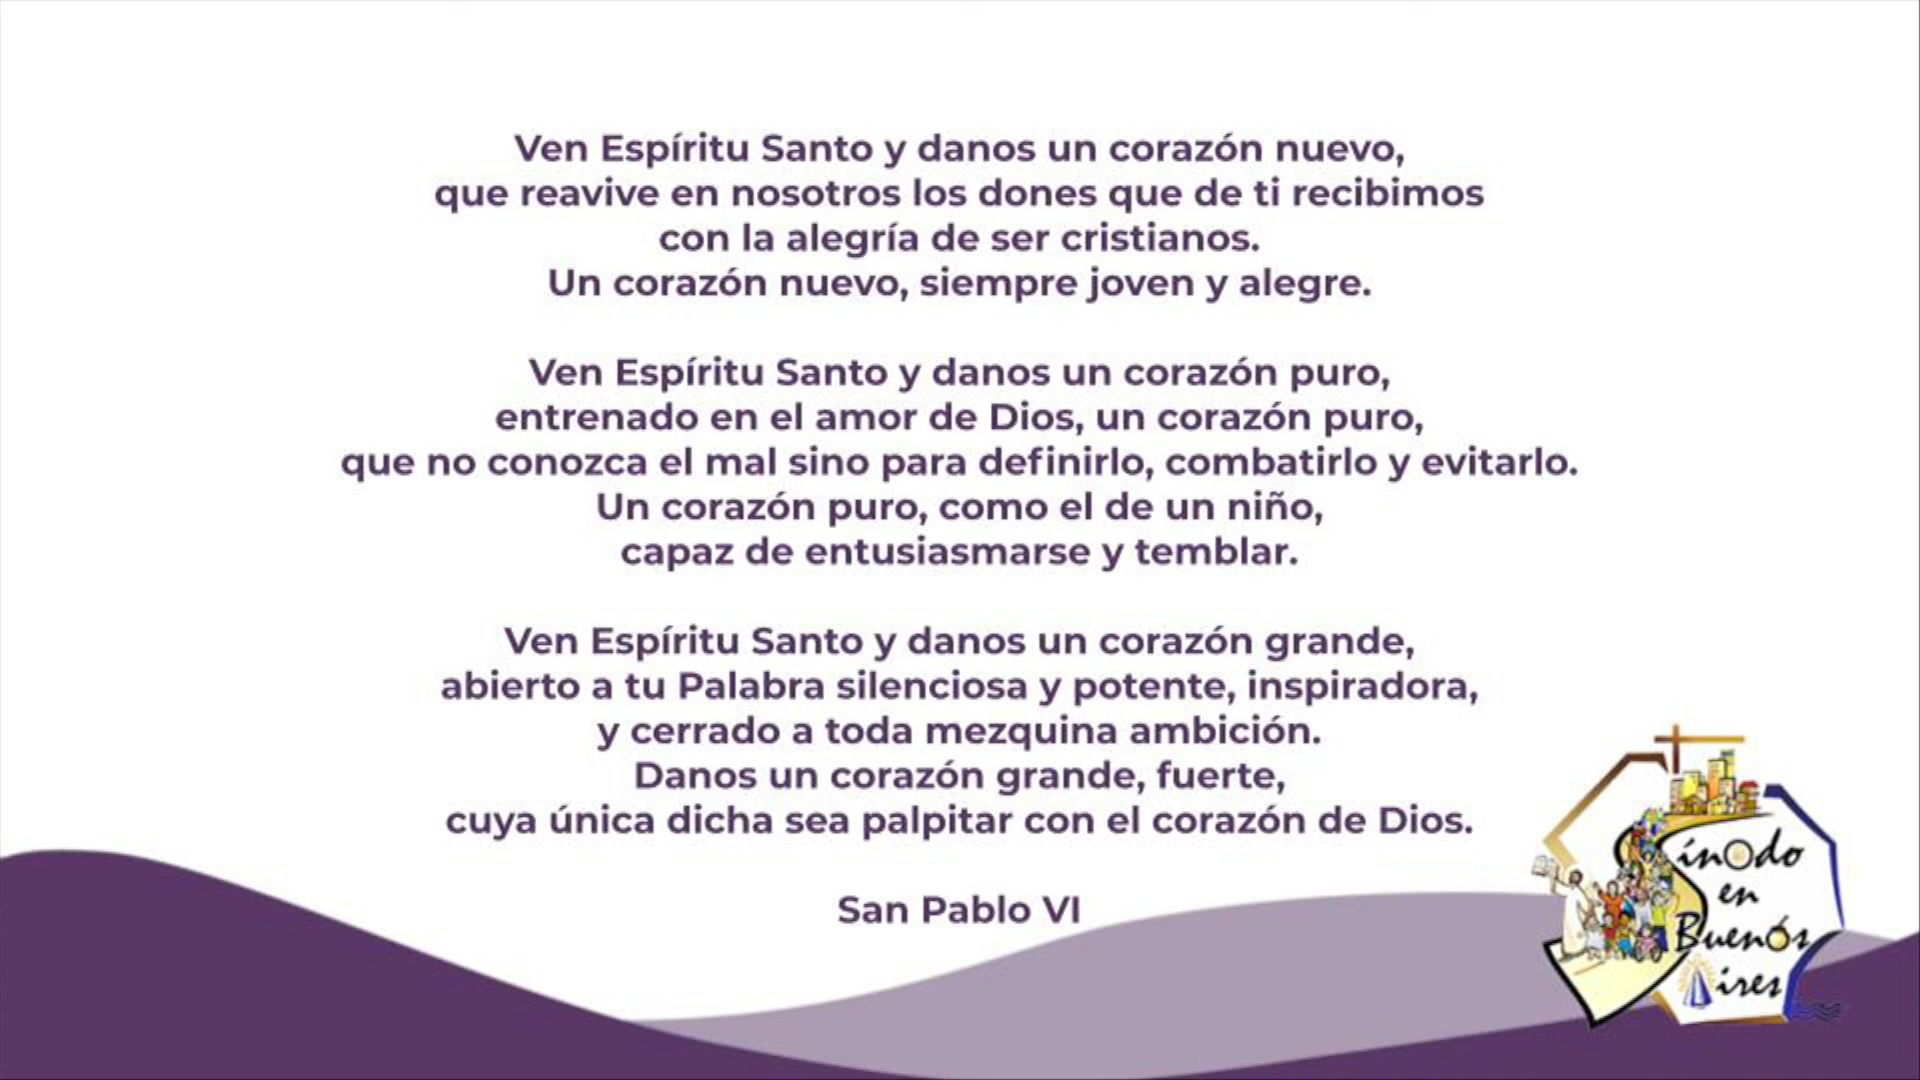 Ven Espíritu Santo y danos un corazón nuevo,
que reavive en nosotros los dones que de ti recibimos
con la alegría de ser cristianos.
Un corazón nuevo, siempre joven y alegre.
Ven Espíritu Santo y danos un corazón puro,
entrenado en el amor de Dios, un corazón puro,
que no conozca el mal sino para definirlo, combatirlo y evitarlo.
Un corazón puro, como el de un niño,
capaz de entusiasmarse y temblar.
Ven Espíritu Santo y danos un corazón grande,
abierto a tu Palabra silenciosa y potente, inspiradora,
y cerrado a toda mezquina ambición.
Danos un corazón grande, fuerte,
cuya única dicha sea palpitar con el corazón de Dios.
San Pablo VI
Sínodo
en
Buenos
Aires